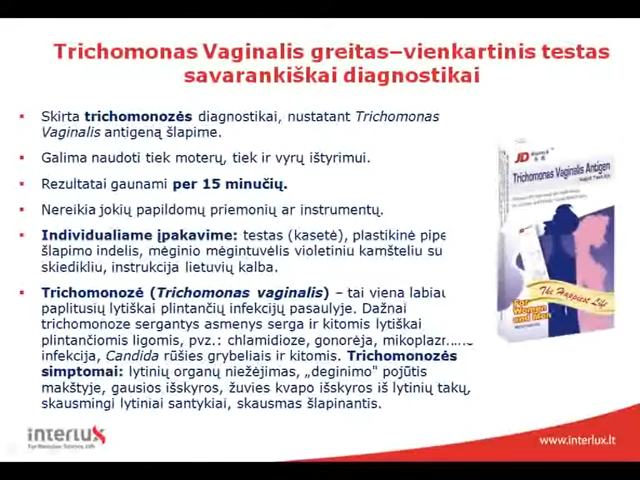 Trichomonas Vaginalis greitas–vienkartinis testas
savarankiškai diagnostikai
Skirta trichomonozės diagnostikai, nustatant Trichomonas
Vaginalis antigeną šlapime.
Galima naudoti tiek moterų, tiek ir vyrų ištyrimui.
Rezultatai gaunami per 15 minučių.
Nereikia jokių papildomų priemonių ar instrumentų.
Individualiame įpakavime: testas (kasetė), plastikinė
šlapimo indelis, mėginio mėgintuvėlis violetiniu kamšteliu su
skiedikliu, instrukcija lietuvių kalba.
Trichomonozė (Trichomonas vaginalis) – tai viena
paplitusių lytiškai plintančių infekcijų pasaulyje. Dažnai
trichomonoze sergantys asmenys serga ir kitomis lytiškai
plintančiomis ligomis, pvz.: chlamidioze, gonorėja,
infekcija, Candida rūšies grybeliais ir kitomis. Trichomonozės
simptomai: lytinių organų niežėjimas, „deginimo" pojūtis
makštyje, gausios išskyros, žuvies kvapo išskyros iš lytinių takų,
skausmingi lytiniai santykiai, skausmas šlapinantis.
JD
Trichomonas Vaginalis Antigen
Rapid Test Kit
The Happiest Life
For
Women
and Men
interlux
www.interlux.lt